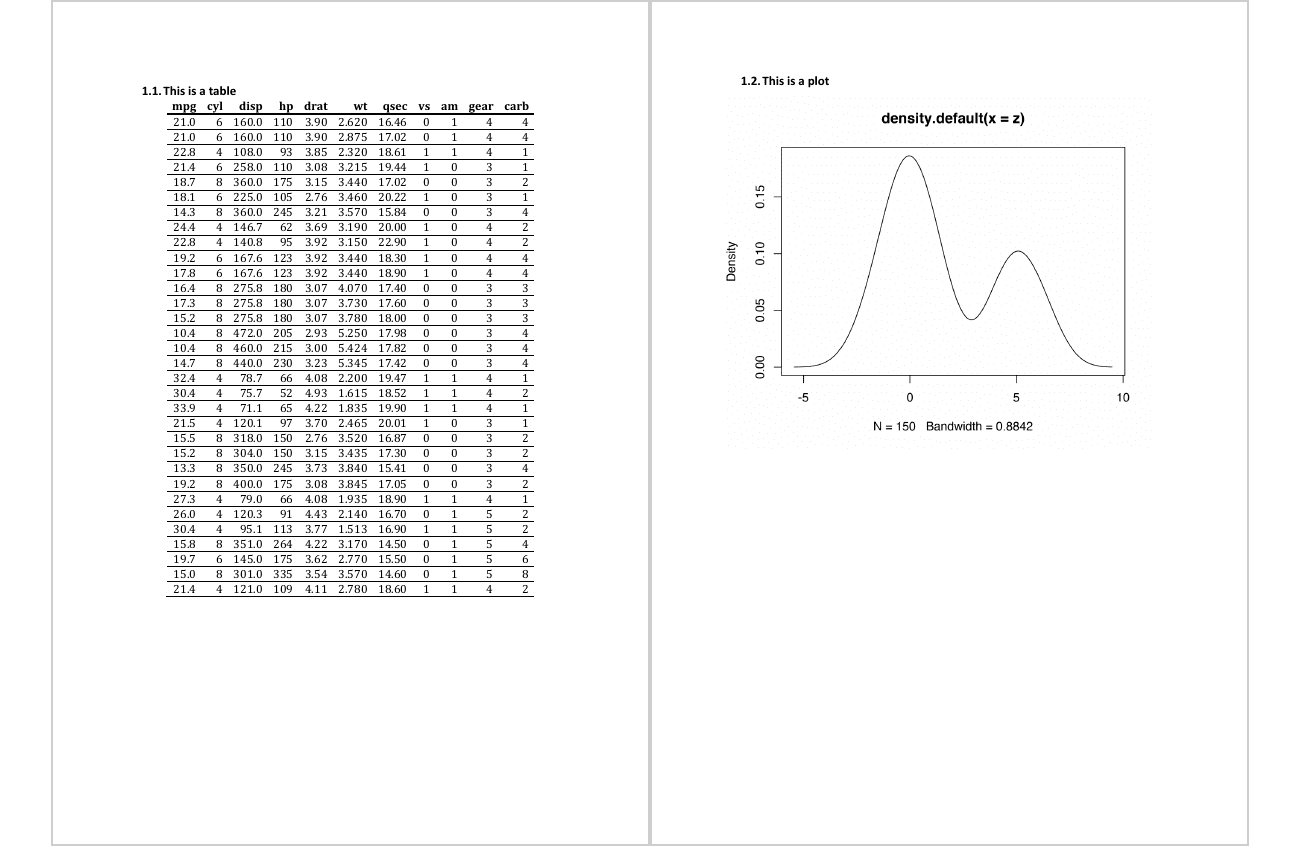 1.1. This is a table
mpg cyl disp hp drat wt qsec vs am gear carb
21.0 6 160.0 110 3.90 2.620 16.46 0 1 4 4
21.0 6 160.0 110 3.90 2.875 17.02 0 1 4 4
22.8 4 108.0 93 3.85 2.320 18.61 1 1 4 1
21.4 6 258.0 110 3.08 3.215 19.44 1 0 3 1
18.7 8 360.0 175 3.15 3.440 17.02 0 0 3 2
18.1 6 225.0 105 2.76 3.460 20.22 1 0 3 1
14.3 8 360.0 245 3.21 3.570 15.84 0 0 3 4
24.4 4 146.7 62 3.69 3.190 20.00 1 0 4 2
22.8 4 140.8 95 3.92 3.150 22.90 1 0 4 2
19.2 6 167.6 123 3.92 3.440 18.30 1 0 4 4
17.8 6 167.6 123 3.92 3.440 18.90 1 0 4 4
16.4 8 275.8 180 3.07 4.070 17.40 0 0 3 3
17.3 8 275.8 180 3.07 3.730 17.60 0 0 3 3
15.2 8 275.8 180 3.07 3.780 18.00 0 0 3 3
10.4 8 472.0 205 2.93 5.250 17.98 0 0 3 4
10.4 8 460.0 215 3.00 5.424 17.82 0 0 3 4
14.7 8 440.0 230 3.23 5.345 17.42 0 0 3 4
32.4 4 78.7 66 4.08 2.200 19.47 1 1 4 1
30.4 4 75.7 52 4.93 1.615 18.52 1 1 4 2
33.9 4 71.1 65 4.22 1.835 19.90 1 1 4 1
21.5 4 120.1 97 3.70 2.465 20.01 1 0 3 1
15.5 8 318.0 150 2.76 3.520 16.87 0 0 3 2
15.2 8 304.0 150 3.15 3.435 17.30 0 0 3 2
13.3 8 350.0 245 3.73 3.840 15.41 0 0 3 4
19.2 8 400.0 175 3.08 3.845 17.05 0 0 3 2
27.3 4 79.0 66 4.08 1.935 18.90 1 1 4 1
26.0 4 120.3 91 4.43 2.140 16.70 0 1 5 2
30.4 4 95.1 113 3.77 1.513 16.90 1 1 5 2
15.8 8 351.0 264 4.22 3.170 14.50 0 1 5 4
19.7 6 145.0 175 3.62 2.770 15.50 0 1 5 6
15.0 8 301.0 335 3.54 3.570 14.60 0 1 5 8
21.4 4 121.0 109 4.11 2.780 18.60 1 1 4 2
1.2. This is a plot
density.default(x = z)
Density
0.15
0.10
0.05
0.00
-5 0 5 10
N = 150 Bandwidth = 0.8842